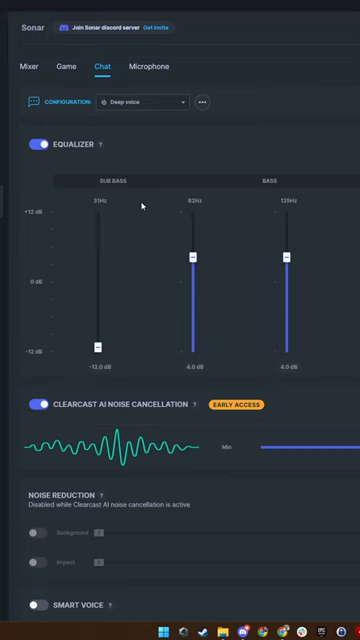 Sonar
Join Sonar discord server Get invite
Mixer Game Chat Microphone
CONFIGURATION: Deep voice
EQUALIZER ?
SUB BASS BASS
31Hz 62Hz 125Hz
+12 dB
0 dB
-12 dB
-12.0 dB 4.0 dB 4.0 dB
CLEARCAST AI NOISE CANCELLATION ? EARLY ACCESS
Min
NOISE REDUCTION ?
Disabled while Clearcast AI noise cancellation is active
Background
Impact
SMART VOICE ?